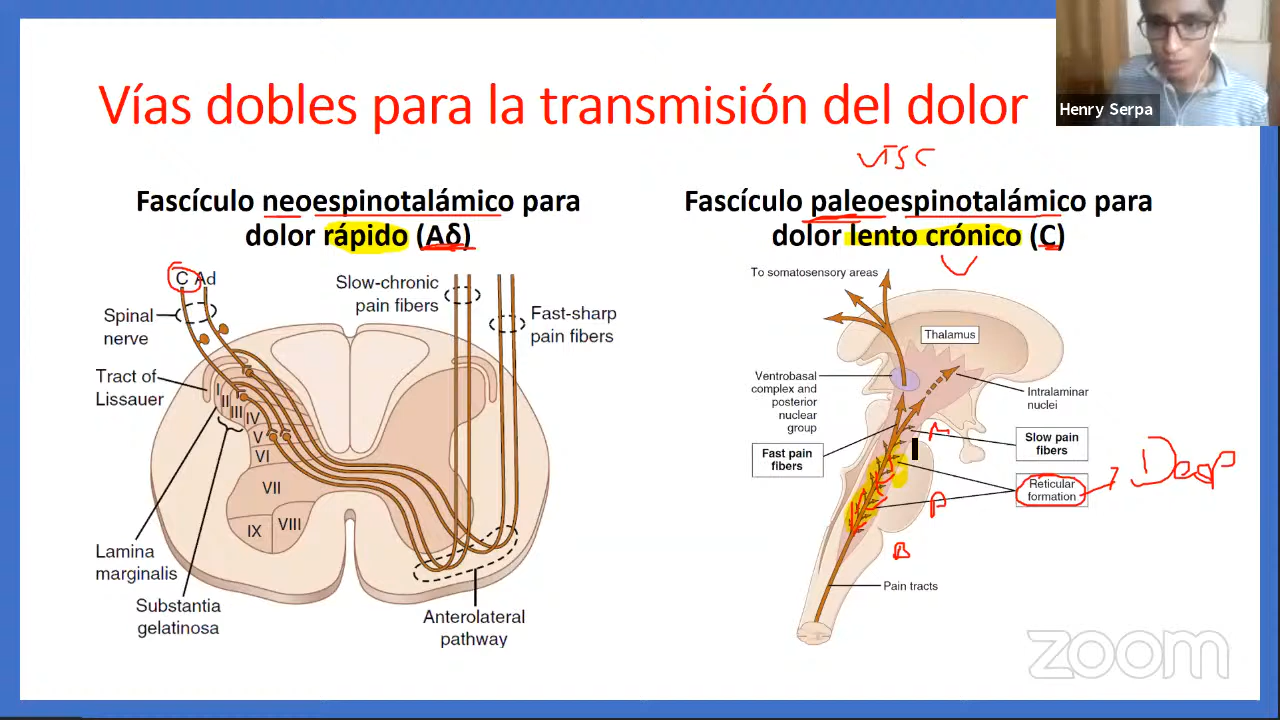 Henry Serpa
Vías dobles para la transmisión del dolor
VISC
Fascículo neoespinotalámico para
dolor rápido (Aδ)
C Ad
Spinal
nerve
Tract of
Lissauer
Slow-chronic
pain fibers
Fast-sharp
pain fibers
I
II
III
IV
V
VI
VII
VIII
IX
Lamina
marginalis
Substantia
gelatinosa
Anterolateral
pathway
Fascículo paleoespinotalámico para
dolor lento crónico (C)
To somatosensory areas
Thalamus
Ventrobasal
complex and
posterior
nuclear
group
Intralaminar
nuclei
Fast pain
fibers
Slow pain
fibers
M
Reticular
formation
P
B
Pain tracts
zoom